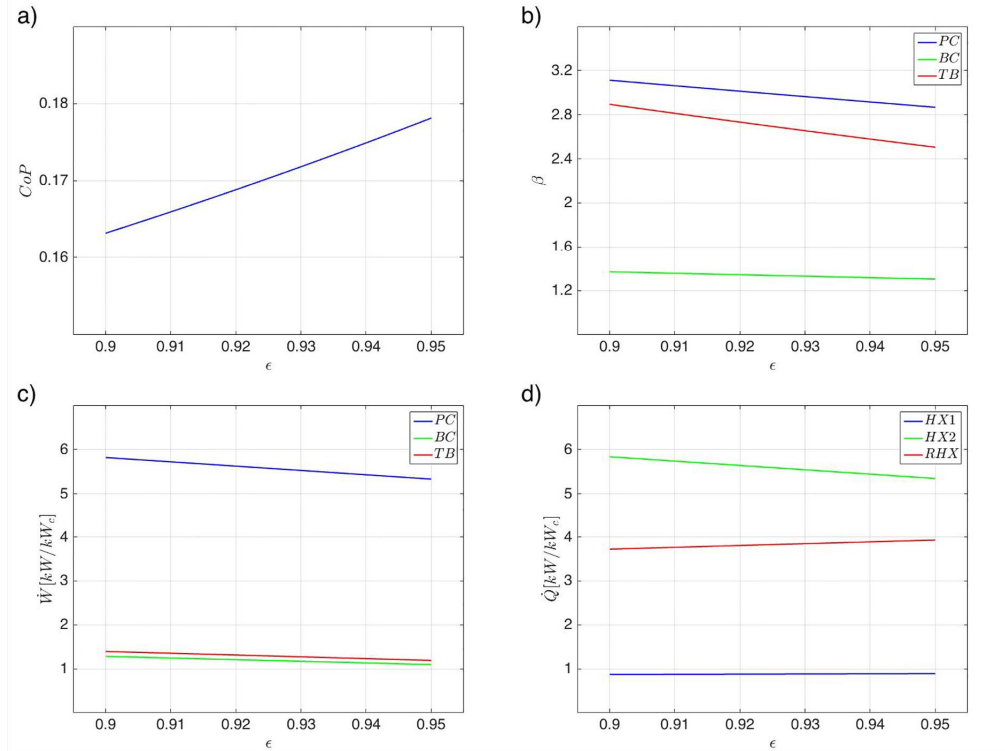 a)
CoP
0.18
0.17
0.16
0.9 0.91 0.92 0.93 0.94 0.95
ϵ
b)
β
3.2
2.8
2.4
2
1.6
1.2
PC
BC
TB
0.9 0.91 0.92 0.93 0.94 0.95
ϵ
c)
Ẇ[kW/kW_c]
6
5
4
3
2
1
PC
BC
TB
0.9 0.91 0.92 0.93 0.94 0.95
ϵ
d)
Q̇[kW/kW_c]
6
5
4
3
2
1
HX1
HX2
RHX
0.9 0.91 0.92 0.93 0.94 0.95
ϵ